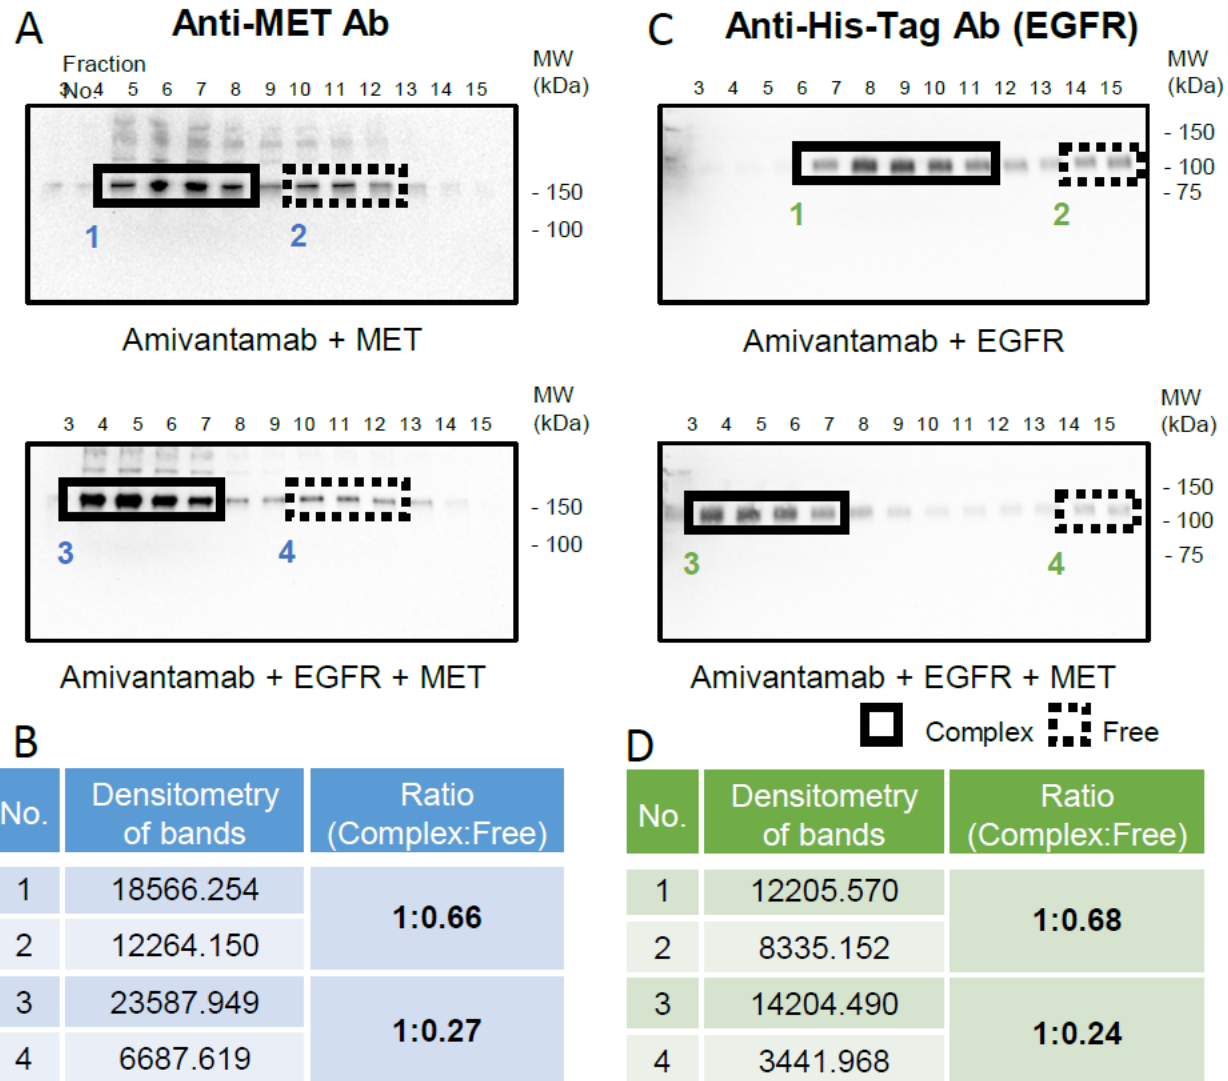 A
Anti-MET Ab
Fraction
No.
3 4 5 6 7 8 9 10 11 12 13 14 15
MW
(kDa)
- 150
- 100
1
2
Amivantamab + MET
3 4 5 6 7 8 9 10 11 12 13 14 15
MW
(kDa)
- 150
- 100
3
4
Amivantamab + EGFR + MET
B
No.
Densitometry
of bands
Ratio
(Complex:Free)
1 18566.254
1:0.66
2 12264.150
3 23587.949
1:0.27
4 6687.619
C
Anti-His-Tag Ab (EGFR)
3 4 5 6 7 8 9 10 11 12 13 14 15
MW
(kDa)
- 150
- 100
- 75
1
2
Amivantamab + EGFR
3 4 5 6 7 8 9 10 11 12 13 14 15
MW
(kDa)
- 150
- 100
- 75
3
4
Amivantamab + EGFR + MET
Complex Free
D
No.
Densitometry
of bands
Ratio
(Complex:Free)
1 12205.570
1:0.68
2 8335.152
3 14204.490
1:0.24
4 3441.968